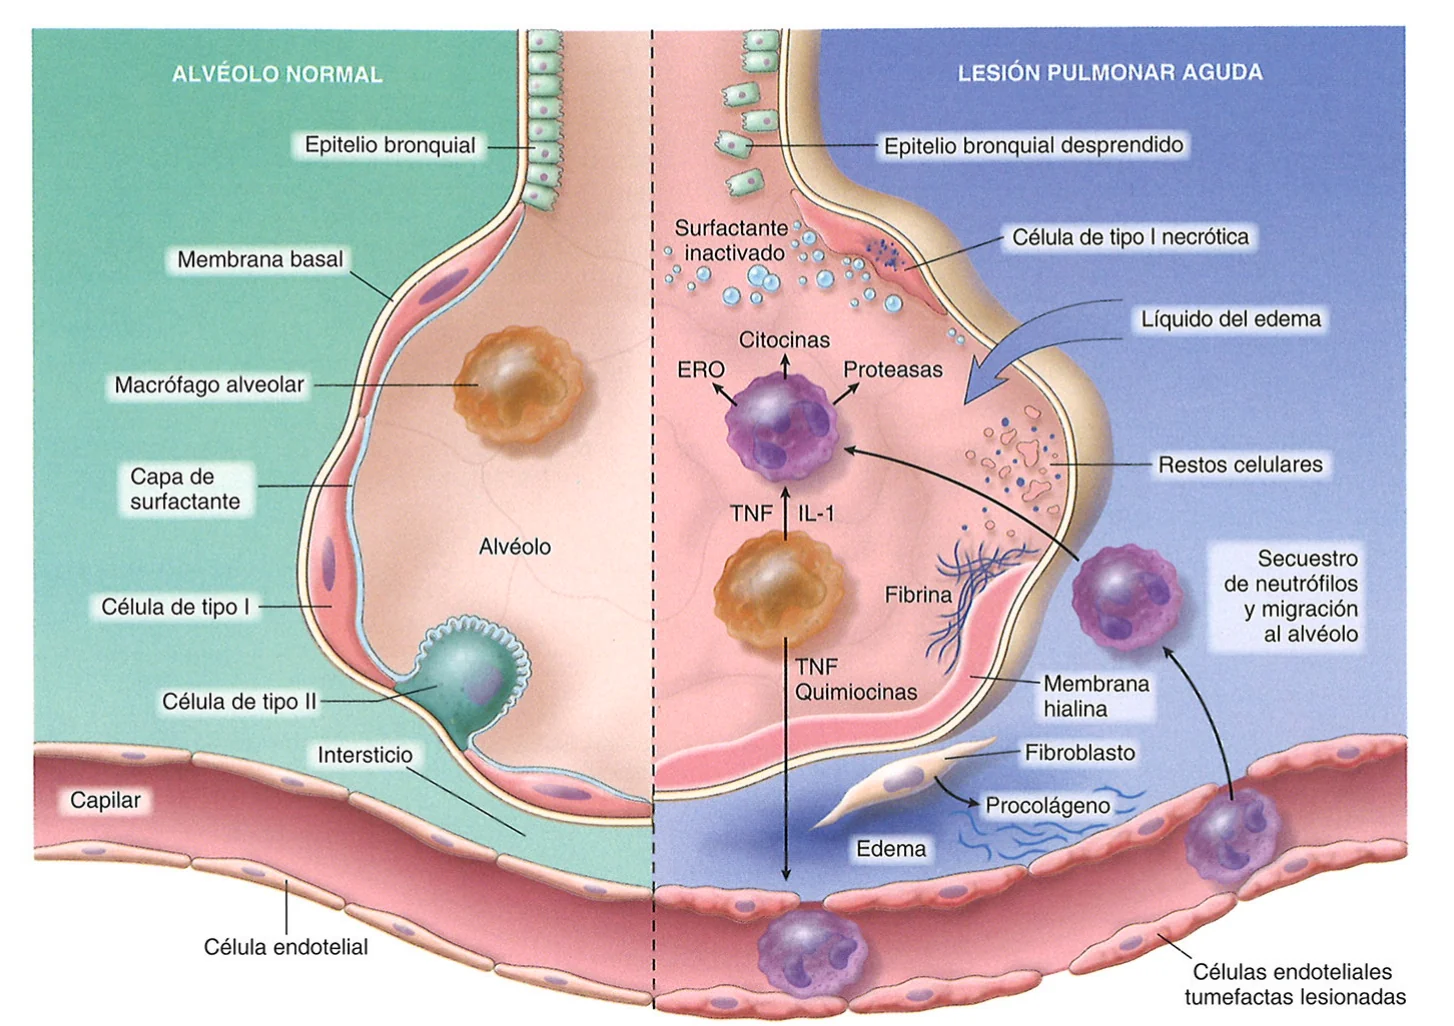 ALVÉOLO NORMAL
Epitelio bronquial
Membrana basal
Macrófago alveolar
Capa de
surfactante
Alvéolo
Célula de tipo I
Célula de tipo II
Intersticio
Capilar
Célula endotelial
LESIÓN PULMONAR AGUDA
Epitelio bronquial desprendido
Surfactante
inactivado
Célula de tipo I necrótica
Líquido del edema
Citocinas
ERO
Proteasas
Restos celulares
TNF
IL-1
Fibrina
Secuestro
de neutrófilos
y migración
al alvéolo
TNF
Quimiocinas
Membrana
hialina
Fibroblasto
Procolágeno
Edema
Células endoteliales
tumefactas lesionadas